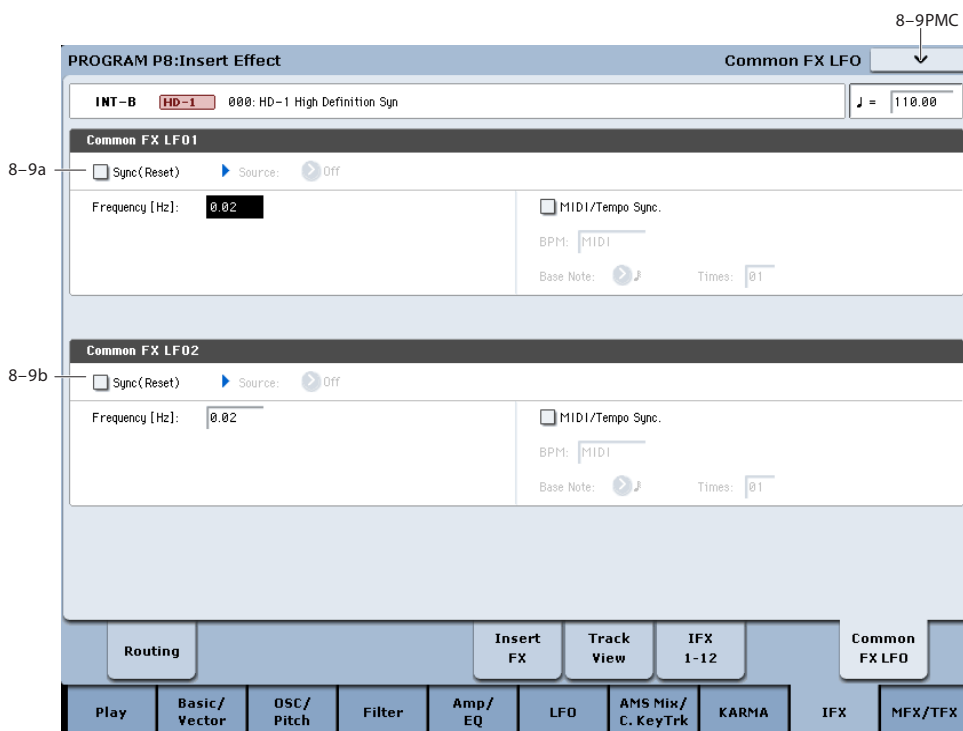 8–9PMC
PROGRAM P8:Insert Effect Common FX LFO
INT-B HD-1 000: HD-1 High Definition Syn ♩ = 110.00
Common FX LFO1
8–9a Sync(Reset) Source: Off
Frequency [Hz]: 0.02 MIDI/Tempo Sync.
BPM: MIDI
Base Note: Times: 01
Common FX LFO2
8–9b Sync(Reset) Source: Off
Frequency [Hz]: 0.02 MIDI/Tempo Sync.
BPM: MIDI
Base Note: Times: 01
Routing Insert FX Track View IFX 1-12 Common FX LFO
Play Basic/ Vector OSC/ Pitch Filter Amp/ EQ LFO AMS Mix/ C. KeyTrk KARMA IFX MFX/TFX